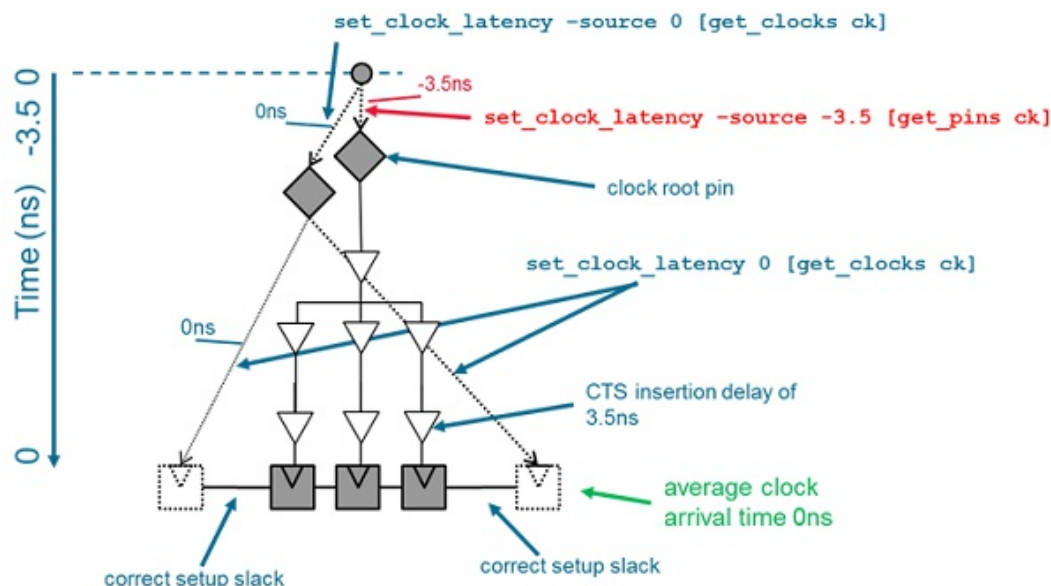 set_clock_latency –source 0 [get_clocks ck]
-3.5ns
0ns
set_clock_latency –source -3.5 [get_pins ck]
clock root pin
set_clock_latency 0 [get_clocks ck]
0ns
CTS insertion delay of
3.5ns
average clock
arrival time 0ns
correct setup slack
correct setup slack
Time (ns)
-3.5
0
0